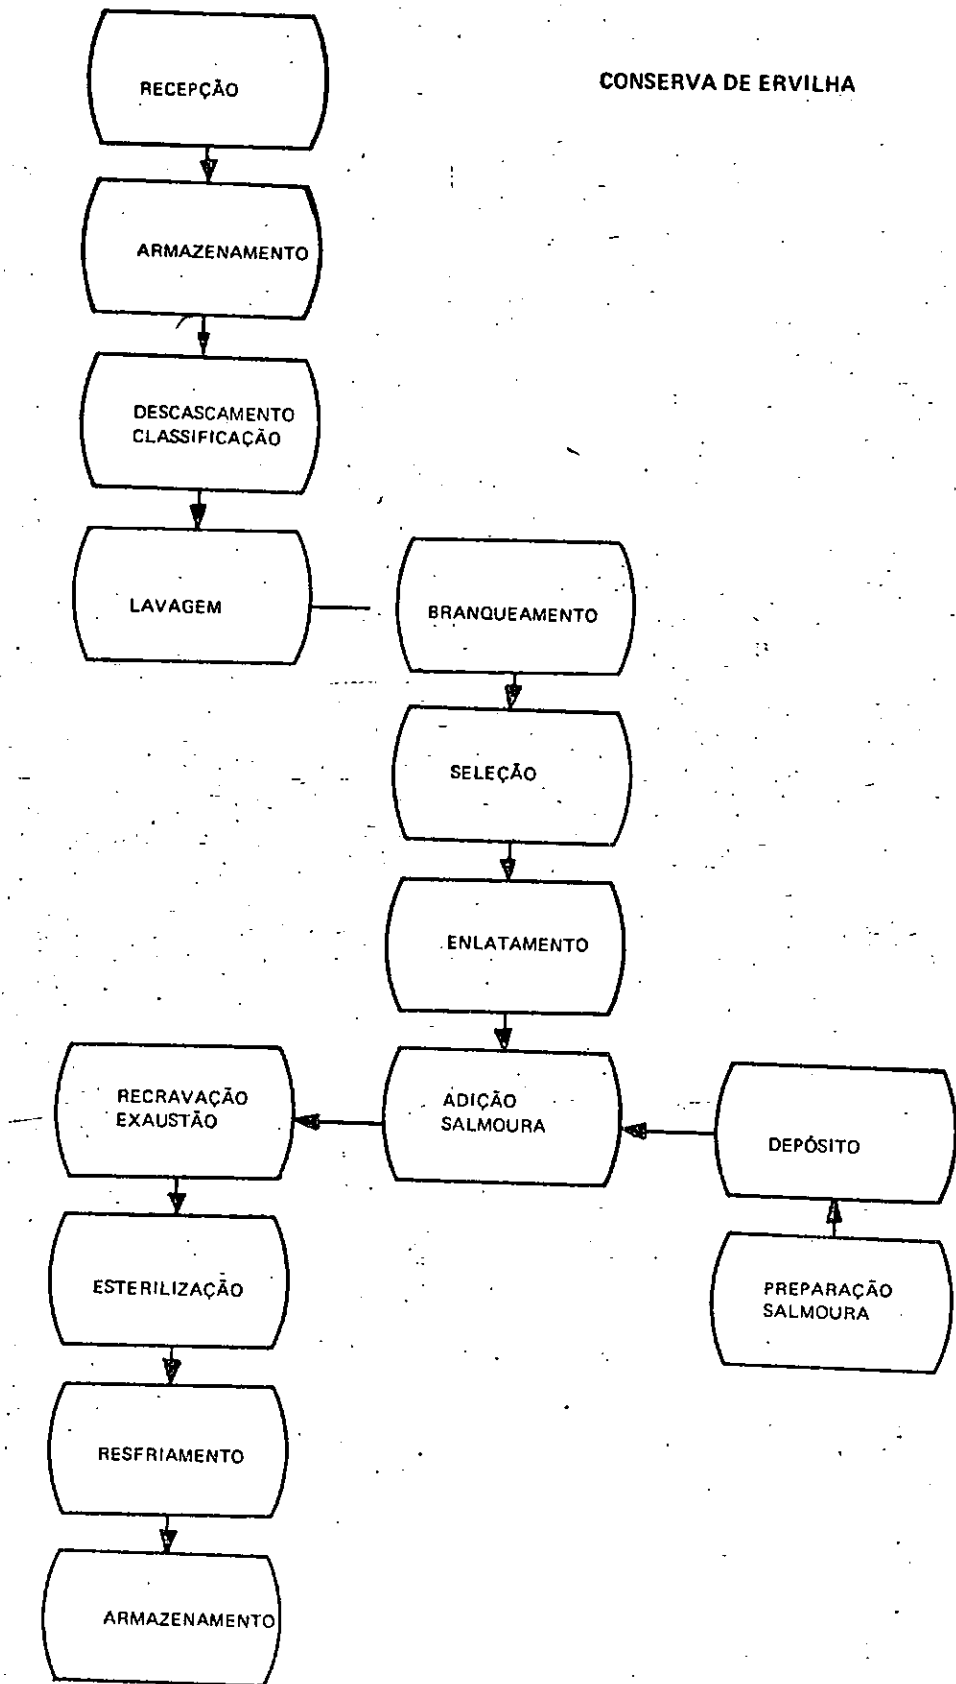 CONSERVA DE ERVILHA
RECEPÇÃO
ARMAZENAMENTO
DESCASCAMENTO
CLASSIFICAÇÃO
LAVAGEM
BRANQUEAMENTO
SELEÇÃO
ENLATAMENTO
ADIÇÃO
SALMOURA
DEPÓSITO
PREPARAÇÃO
SALMOURA
RECRAVAÇÃO
EXAUSTÃO
ESTERILIZAÇÃO
RESFRIAMENTO
ARMAZENAMENTO